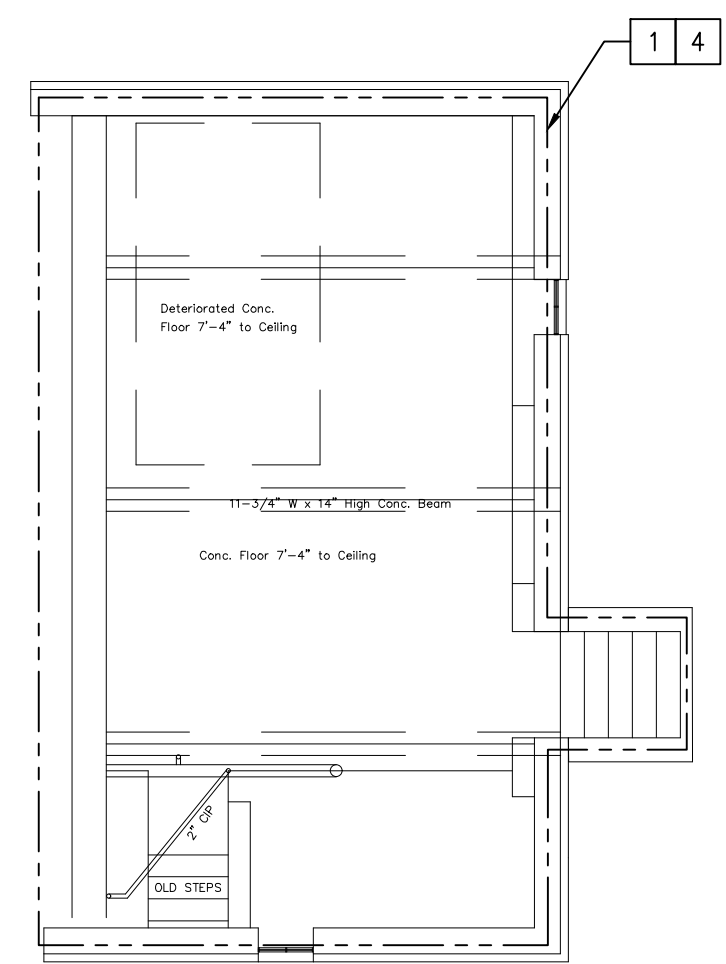 1 4
Deteriorated Conc.
Floor 7'-4" to Ceiling
11-3/4" W x 14" High Conc. Beam
Conc. Floor 7'-4" to Ceiling
2" CIP
OLD STEPS